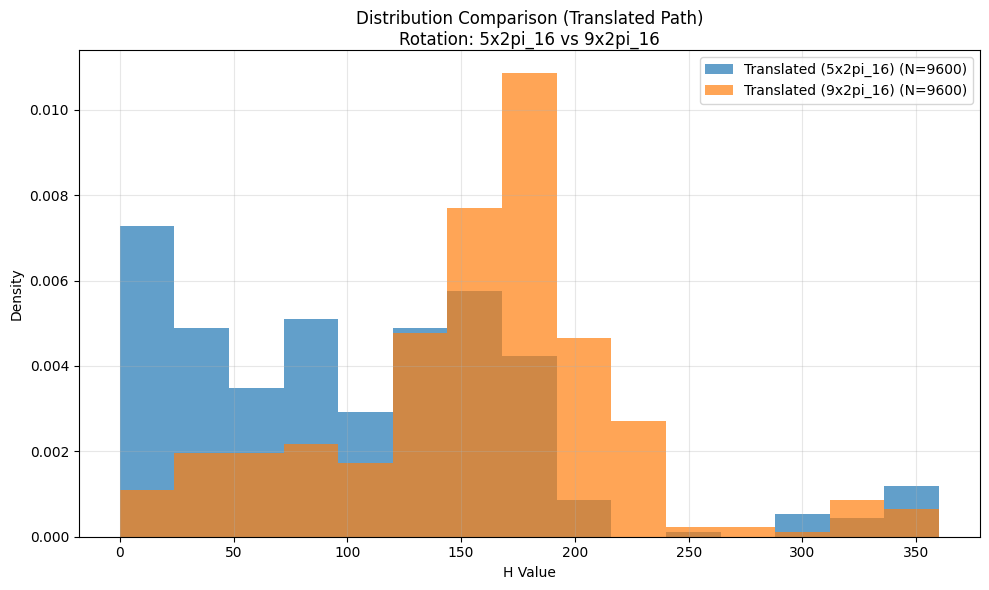 Distribution Comparison (Translated Path)
Rotation: 5x2pi_16 vs 9x2pi_16
Translated (5x2pi_16) (N=9600)
Translated (9x2pi_16) (N=9600)
Density
0.010
0.008
0.006
0.004
0.002
0.000
0 50 100 150 200 250 300 350
H Value